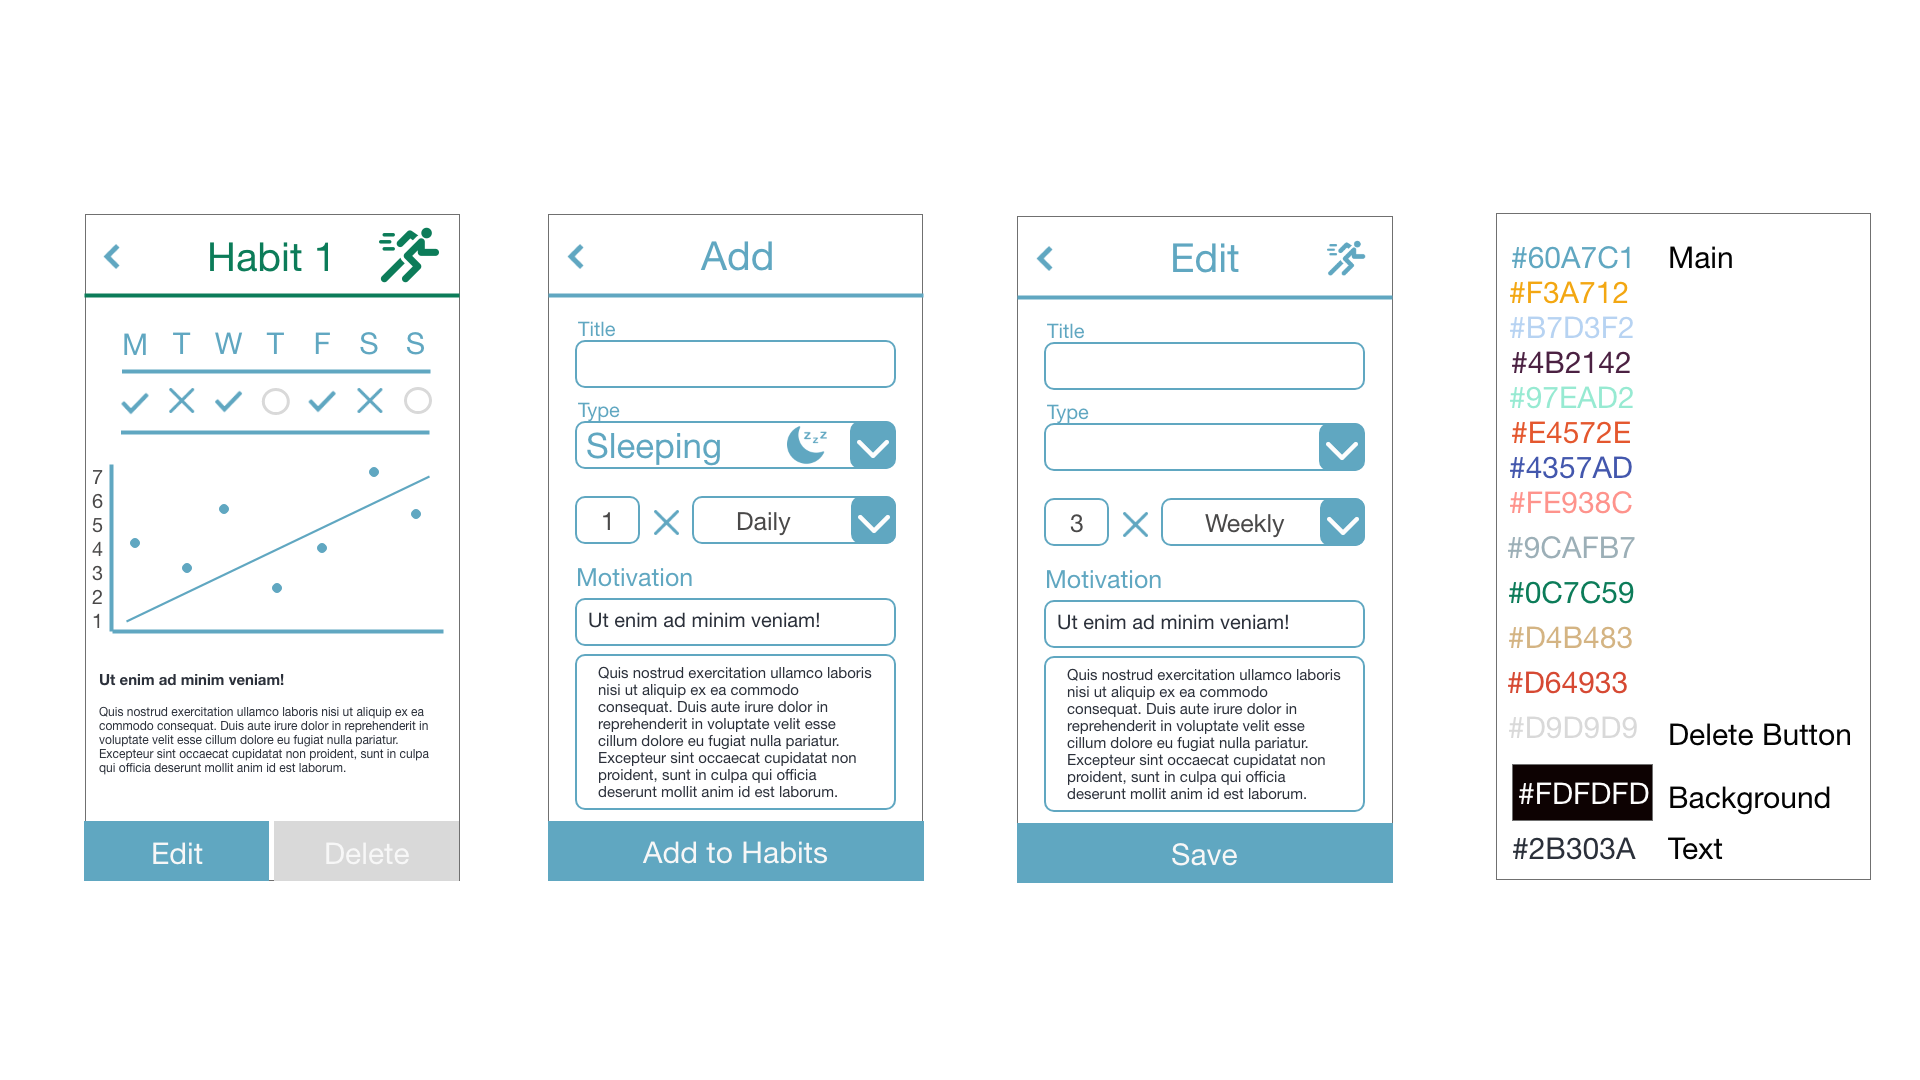 Habit 1
M T W T F S S
7
6
5
4
3
2
1
Ut enim ad minim veniam!
Quis nostrud exercitation ullamco laboris nisi ut aliquip ex ea
commodo consequat. Duis aute irure dolor in reprehenderit in
voluptate velit esse cillum dolore eu fugiat nulla pariatur.
Excepteur sint occaecat cupidatat non proident, sunt in culpa
qui officia deserunt mollit anim id est laborum.
Edit
Delete
Add
Title
Type
Sleeping
z z z
1
Daily
Motivation
Ut enim ad minim veniam!
Quis nostrud exercitation ullamco laboris
nisi ut aliquip ex ea commodo
consequat. Duis aute irure dolor in
reprehenderit in voluptate velit esse
cillum dolore eu fugiat nulla pariatur.
Excepteur sint occaecat cupidatat non
proident, sunt in culpa qui officia
deserunt mollit anim id est laborum.
Add to Habits
Edit
Title
Type
3
Weekly
Motivation
Ut enim ad minim veniam!
Quis nostrud exercitation ullamco laboris
nisi ut aliquip ex ea commodo
consequat. Duis aute irure dolor in
reprehenderit in voluptate velit esse
cillum dolore eu fugiat nulla pariatur.
Excepteur sint occaecat cupidatat non
proident, sunt in culpa qui officia
deserunt mollit anim id est laborum.
Save
#60A7C1 Main
#F3A712
#B7D3F2
#4B2142
#97EAD2
#E4572E
#4357AD
#FE938C
#9CAFB7
#0C7C59
#D4B483
#D64933
#D9D9D9 Delete Button
#FDFDFD Background
#2B303A Text